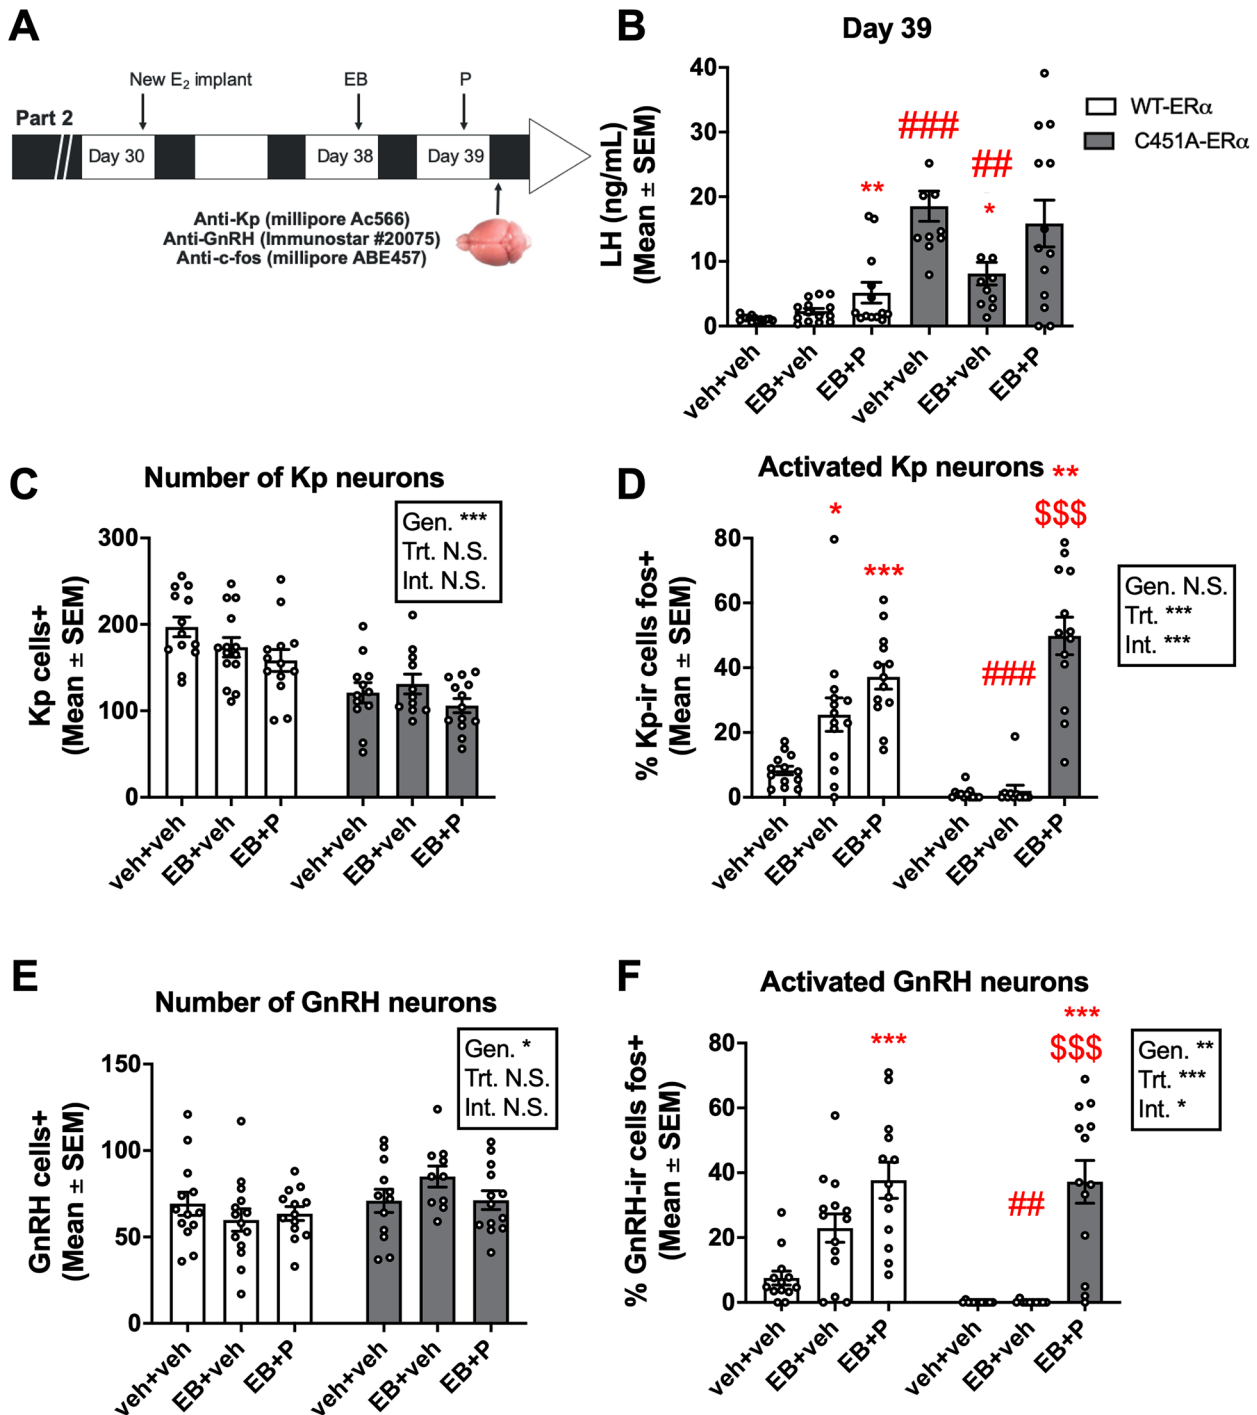 A
New E₂ implant
EB
P
Part 2
Day 30
Day 38
Day 39
Anti-Kp (millipore Ac566)
Anti-GnRH (Immunostar #20075)
Anti-c-fos (millipore ABE457)
B
Day 39
LH (ng/mL)
(Mean ± SEM)
40
30
20
10
0
**
###
##
*
veh+veh
EB+veh
EB+P
veh+veh
EB+veh
EB+P
WT-ERα
C451A-ERα
C
Number of Kp neurons
Gen. ***
Trt. N.S.
Int. N.S.
Kp cells+
(Mean ± SEM)
300
200
100
0
veh+veh
EB+veh
EB+P
veh+veh
EB+veh
EB+P
D
Activated Kp neurons
**
$$$
*
***
###
Gen. N.S.
Trt. ***
Int. ***
% Kp-ir cells fos+
(Mean ± SEM)
80
60
40
20
0
veh+veh
EB+veh
EB+P
veh+veh
EB+veh
EB+P
E
Number of GnRH neurons
Gen. *
Trt. N.S.
Int. N.S.
GnRH cells+
(Mean ± SEM)
150
100
50
0
veh+veh
EB+veh
EB+P
veh+veh
EB+veh
EB+P
F
Activated GnRH neurons
***
$$$
***
##
Gen. **
Trt. ***
Int. *
% GnRH-ir cells fos+
(Mean ± SEM)
80
60
40
20
0
veh+veh
EB+veh
EB+P
veh+veh
EB+veh
EB+P